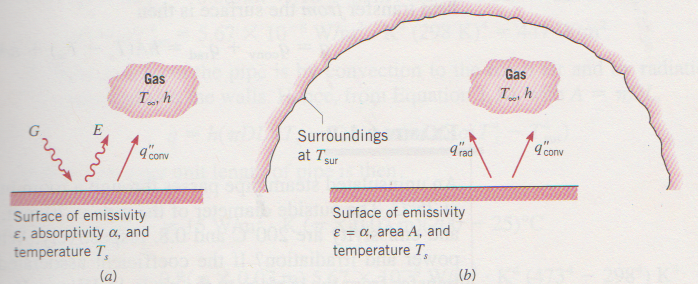 Gas
T∞, h
G
E
q″conv
Surface of emissivity
ε, absorptivity α, and
temperature Ts
(a)
Surroundings
at Tsur
Gas
T∞, h
q″rad
q″conv
Surface of emissivity
ε = α, area A, and
temperature Ts
(b)